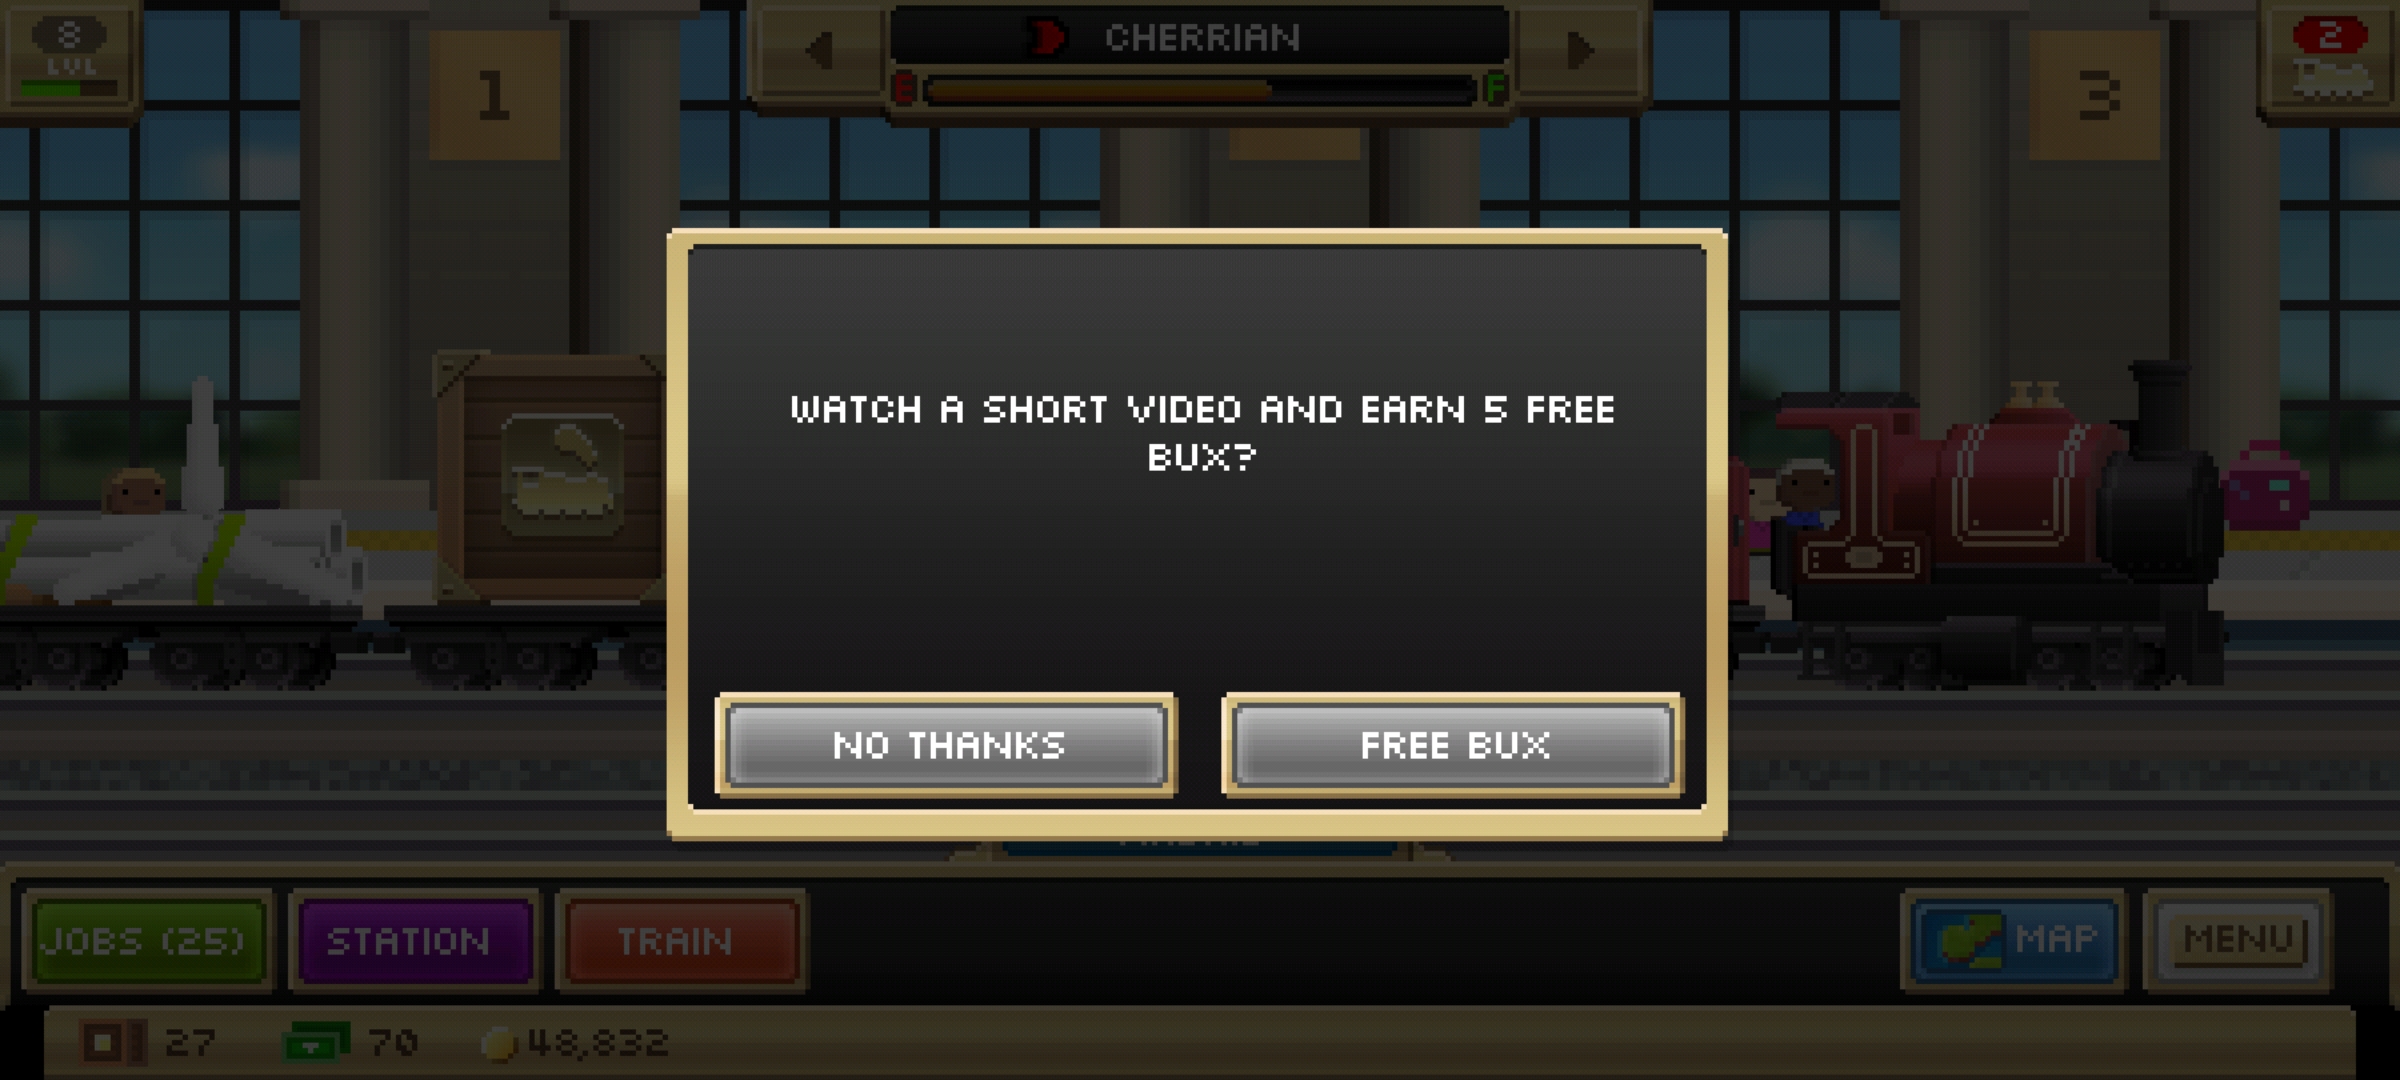 8
LVL
1
CHERRIAN
E
F
2
3
WATCH A SHORT VIDEO AND EARN 5 FREE
BUX?
NO THANKS
FREE BUX
JOBS (25)
STATION
TRAIN
MAP
MENU
27
70
48,832